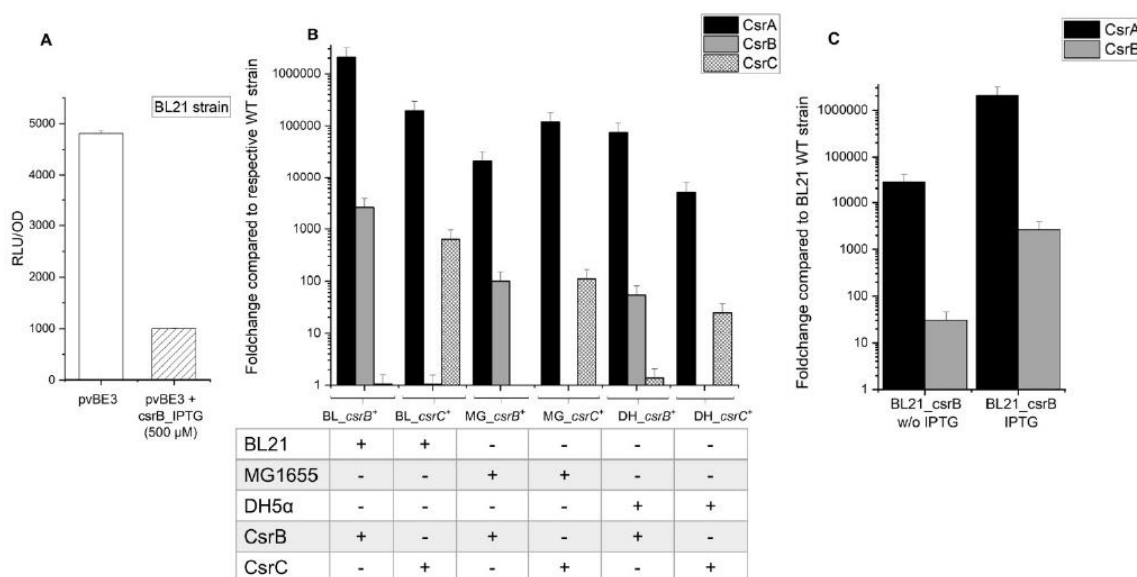 A
BL21 strain
RLU/OD
5000
4000
3000
2000
1000
0
pvBE3
pvBE3 +
csrB_IPTG
(500 µM)
B
CsrA
CsrB
CsrC
Foldchange compared to respective WT strain
1000000
100000
10000
1000
100
10
1
BL_csrB⁺ BL_csrC⁺ MG_csrB⁺ MG_csrC⁺ DH_csrB⁺ DH_csrC⁺
BL21 + + - - - -
MG1655 - - + + - -
DH5α - - - - + +
CsrB + - + - + -
CsrC - + - + - +
C
CsrA
CsrB
Foldchange compared to BL21 WT strain
1000000
100000
10000
1000
100
10
1
BL21_csrB
w/o IPTG
BL21_csrB
IPTG